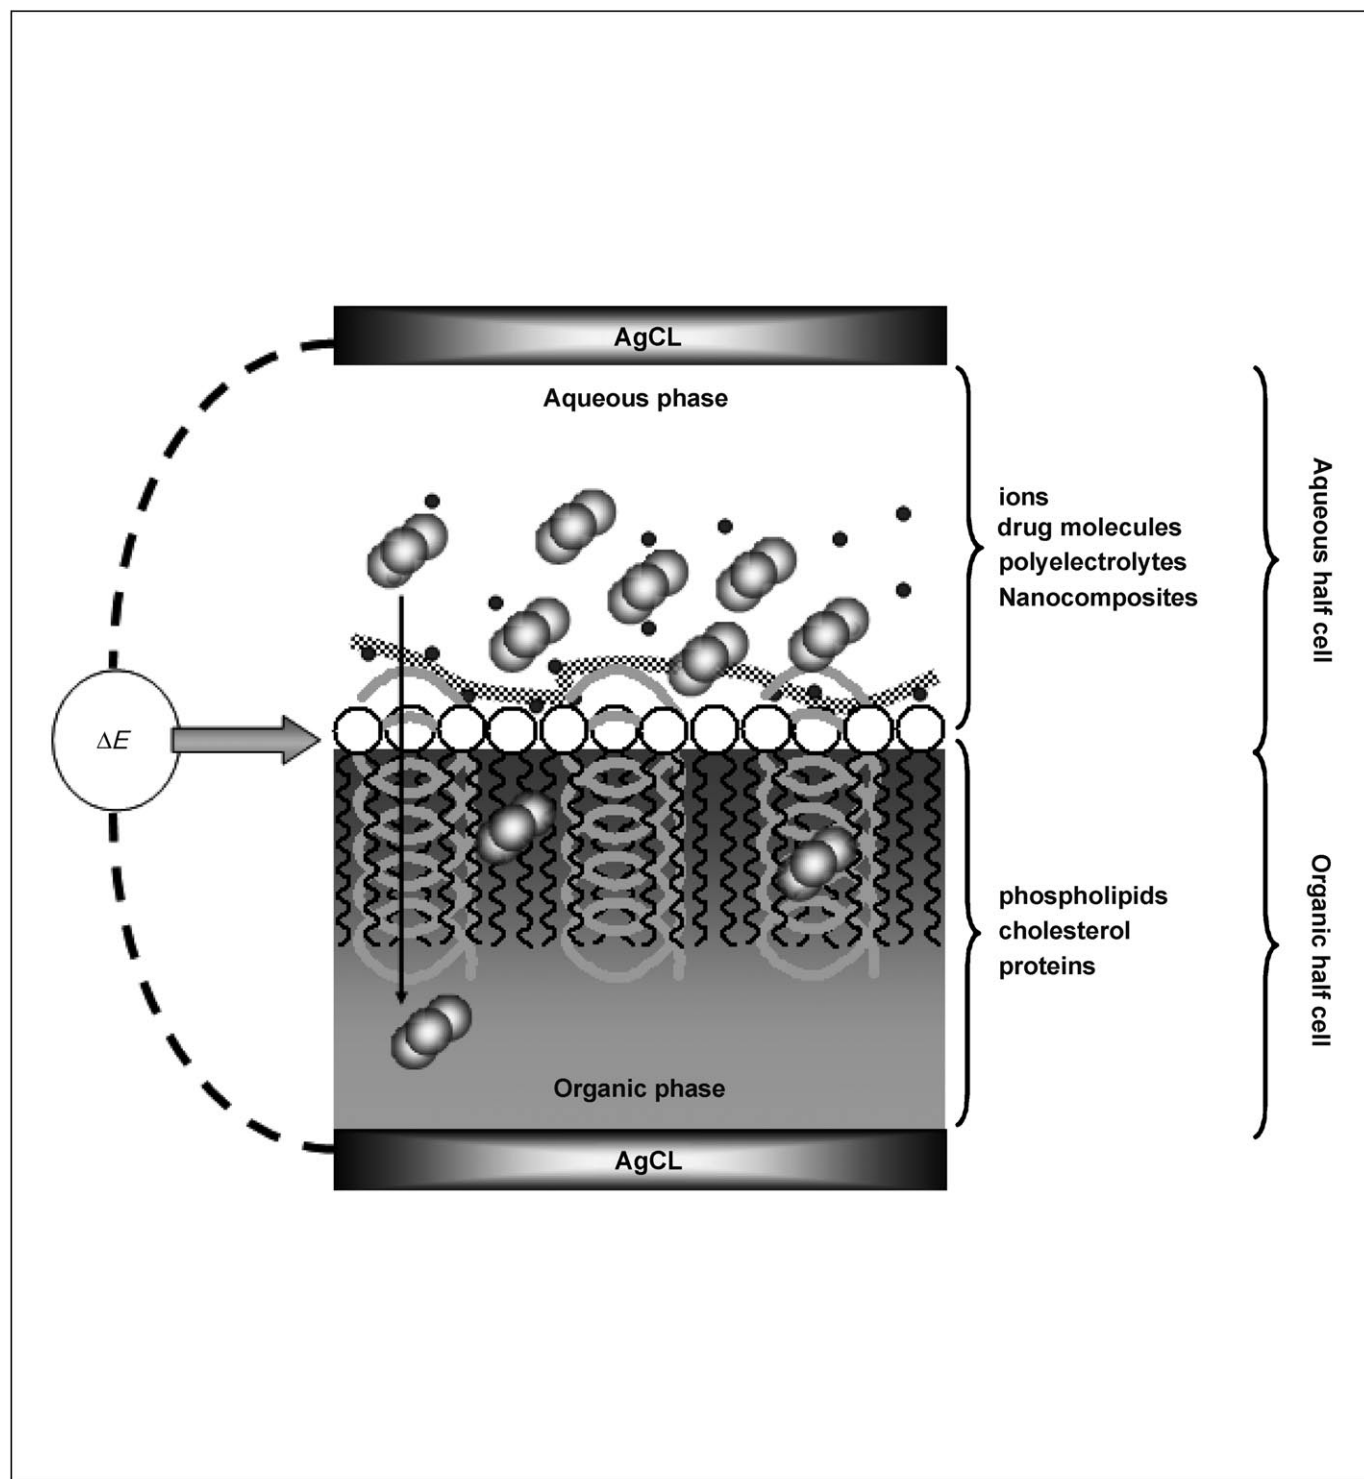 AgCL
Aqueous phase
ions
drug molecules
polyelectrolytes
Nanocomposites
Aqueous half cell
ΔE
phospholipids
cholesterol
proteins
Organic half cell
Organic phase
AgCL